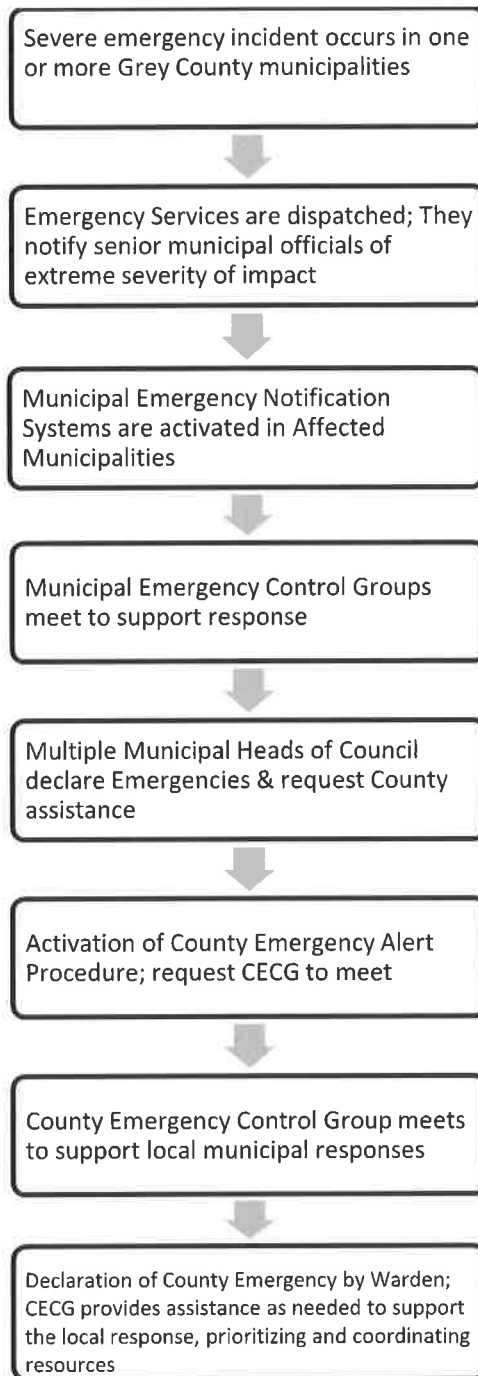 Severe emergency incident occurs in one
or more Grey County municipalities
Emergency Services are dispatched; They
notify senior municipal officials of
extreme severity of impact
Municipal Emergency Notification
Systems are activated in Affected
Municipalities
Municipal Emergency Control Groups
meet to support response
Multiple Municipal Heads of Council
declare Emergencies & request County
assistance
Activation of County Emergency Alert
Procedure; request CECG to meet
County Emergency Control Group meets
to support local municipal responses
Declaration of County Emergency by Warden;
CECG provides assistance as needed to support
the local response, prioritizing and coordinating
resources